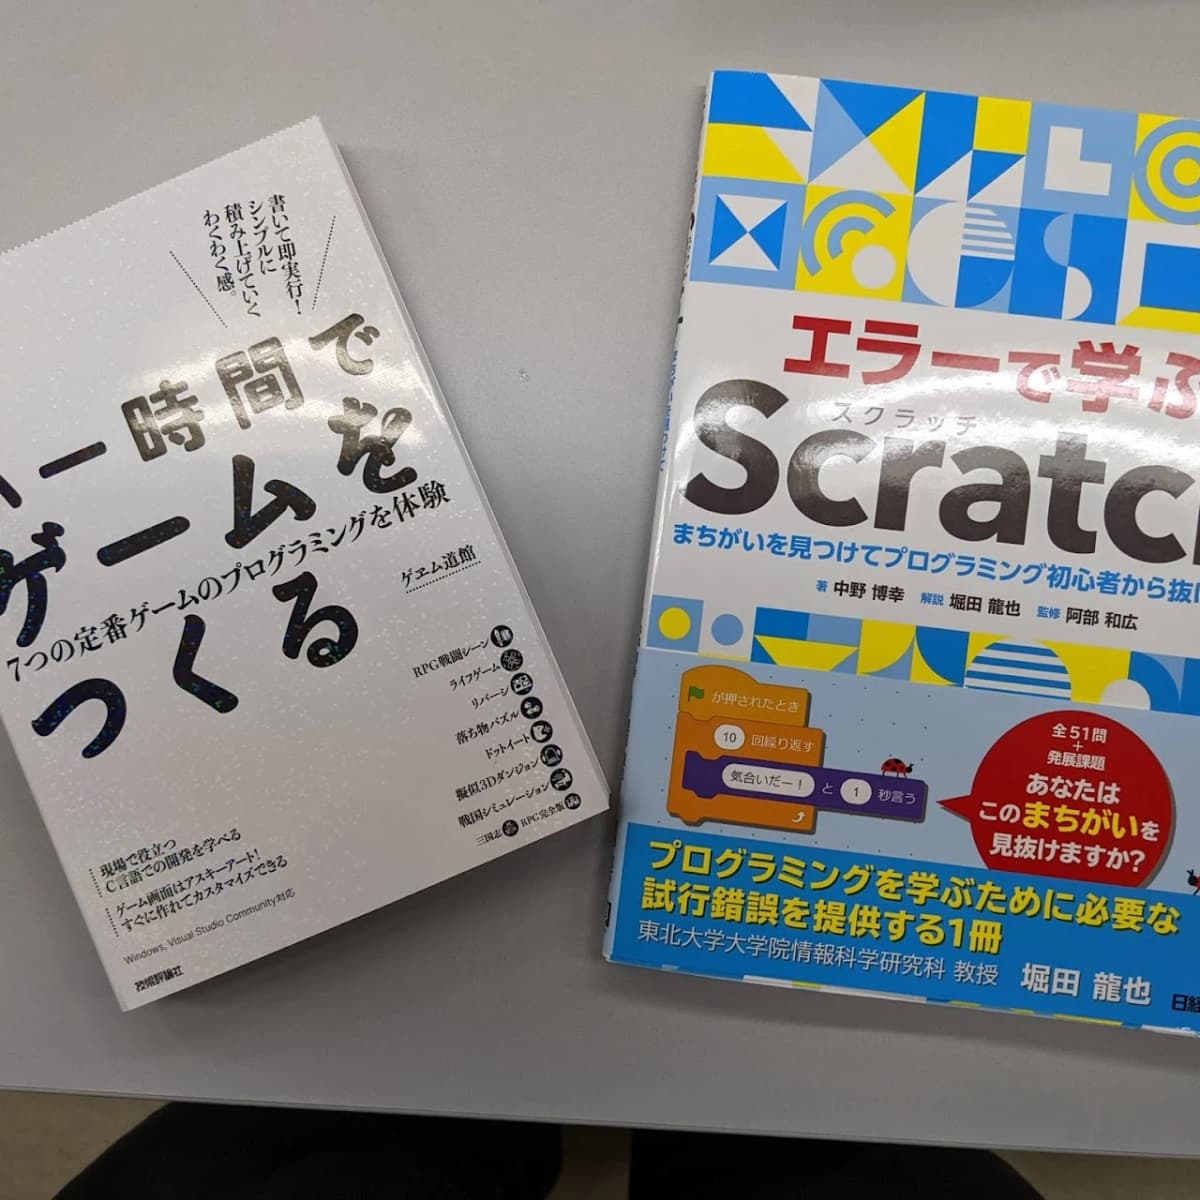 書いて即実行！
シンプルに
積み上げていく
わくわく感。
一時間で
ゲームを
つくる
7つの定番ゲームのプログラミングを体験
ゲヱム道館
RPG戦闘シーン
ライフゲーム
リバーシ
落ち物パズル
ドットイート
擬似3Dダンジョン
戦国シミュレーション
三国志 RPG完全版
現場で役立つ
C言語での開発を学べる
ゲーム画面はアスキーアート！
すぐに作れてカスタマイズできる
Windows, Visual Studio Community対応
技術評論社
エラーで学ぶ
スクラッチ
Scratc
まちがいを見つけてプログラミング初心者から抜け
著 中野 博幸 解説 堀田 龍也 監修 阿部 和広
が押されたとき
10 回繰り返す
気合いだー！ と 1 秒言う
全51問
+
発展課題
あなたは
このまちがいを
見抜けますか？
プログラミングを学ぶために必要な
試行錯誤を提供する1冊
東北大学大学院情報科学研究科 教授 堀田 龍也
日経